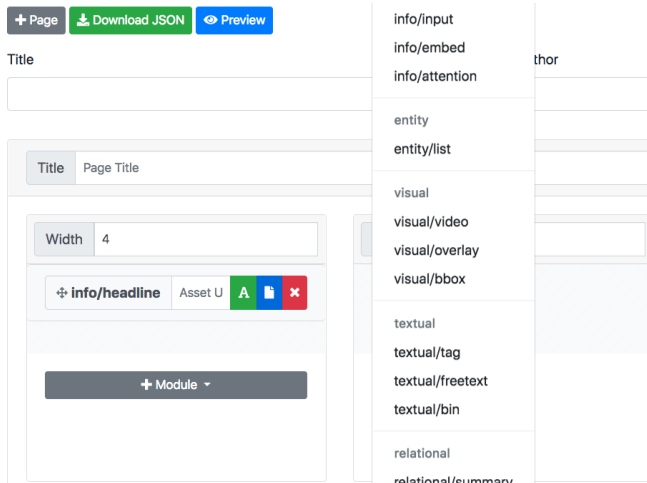 Page
Download JSON
Preview
Title
thor
Title
Page Title
Width
4
info/headline
Asset U
A
Module
info/input
info/embed
info/attention
entity
entity/list
visual
visual/video
visual/overlay
visual/bbox
textual
textual/tag
textual/freetext
textual/bin
relational
relational/summary